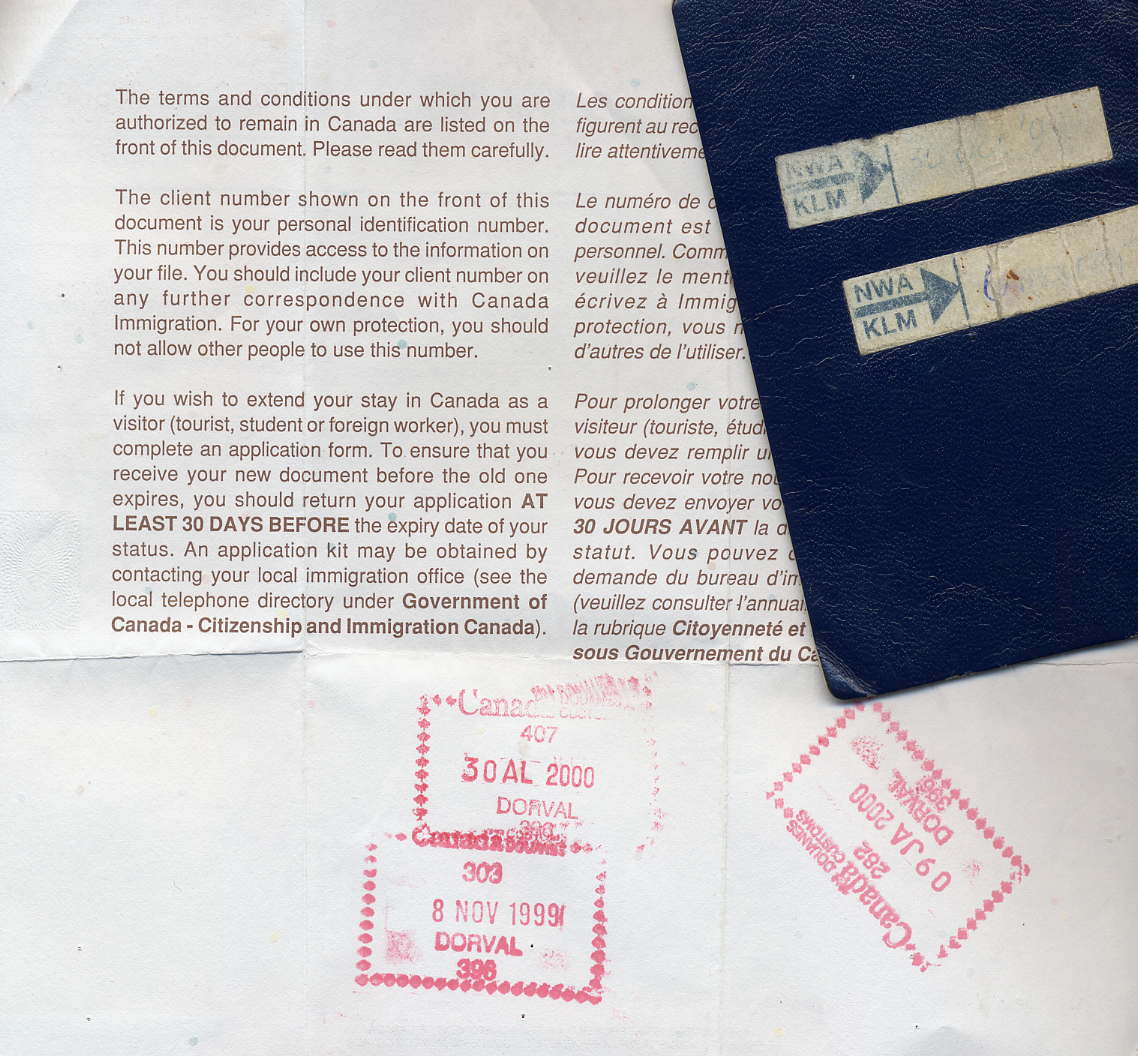 The terms and conditions under which you are
authorized to remain in Canada are listed on the
front of this document. Please read them carefully.
The client number shown on the front of this
document is your personal identification number.
This number provides access to the information on
your file. You should include your client number on
any further correspondence with Canada
Immigration. For your own protection, you should
not allow other people to use this number.
If you wish to extend your stay in Canada as a
visitor (tourist, student or foreign worker), you must
complete an application form. To ensure that you
receive your new document before the old one
expires, you should return your application AT
LEAST 30 DAYS BEFORE the expiry date of your
status. An application kit may be obtained by
contacting your local immigration office (see the
local telephone directory under Government of
Canada - Citizenship and Immigration Canada).
Les condition
figurent au rec
lire attentiveme
Le numéro de
document est
personnel. Comm
veuillez le ment
écrivez à Immig
protection, vous
d'autres de l'utiliser.
Pour prolonger votre
visiteur (touriste, étud
vous devez remplir
Pour recevoir votre nou
vous devez envoyer vo
30 JOURS AVANT la d
statut. Vous pouvez
demande du bureau d'im
(veuillez consulter l'annuai
la rubrique Citoyenneté et
sous Gouvernement du Ca
NWA
KLM
NWA
KLM
Canada
407
30 AL 2000
DORVAL
Canada DOUANES
303
8 NOV 1999
DORVAL
396
Canada DOUANES
CUSTOMS
282
09 JA 2000
DORVAL
396